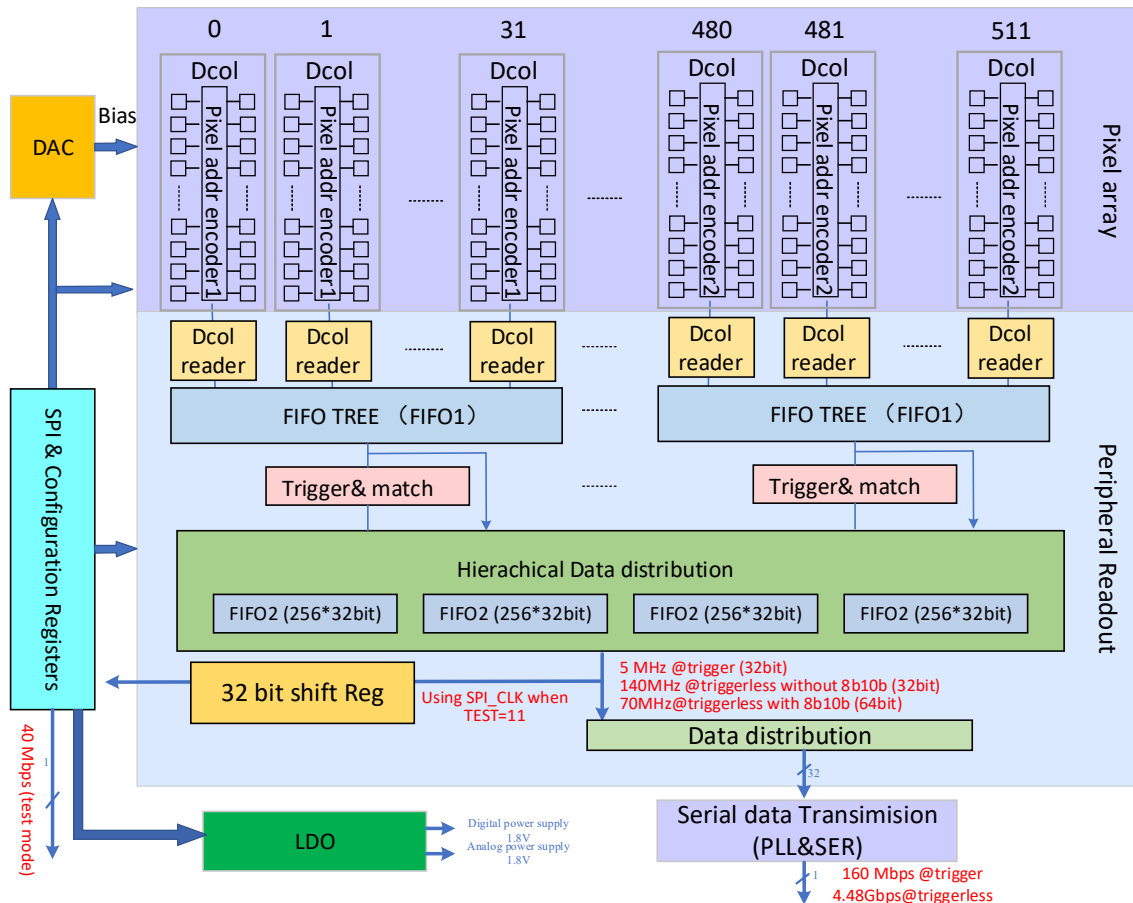 0 1 31 480 481 511
Dcol Dcol Dcol Dcol Dcol Dcol
Pixel addr encoder1
Pixel addr encoder1
Pixel addr encoder1
Pixel addr encoder2
Pixel addr encoder2
Pixel addr encoder2
Pixel array
DAC
Bias
Dcol
reader
Dcol
reader
Dcol
reader
Dcol
reader
Dcol
reader
Dcol
reader
FIFO TREE （FIFO1）
FIFO TREE （FIFO1）
Trigger& match
Trigger& match
Peripheral Readout
SPI & Configuration Registers
Hierachical Data distribution
FIFO2 (256*32bit)
FIFO2 (256*32bit)
FIFO2 (256*32bit)
FIFO2 (256*32bit)
32 bit shift Reg
Using SPI_CLK when
TEST=11
5 MHz @trigger (32bit)
140MHz @triggerless without 8b10b (32bit)
70MHz@triggerless with 8b10b (64bit)
Data distribution
32
40 Mbps (test mode)
1
LDO
Digital power supply
1.8V
Analog power supply
1.8V
Serial data Transimision
(PLL&SER)
1
160 Mbps @trigger
4.48Gbps@triggerless